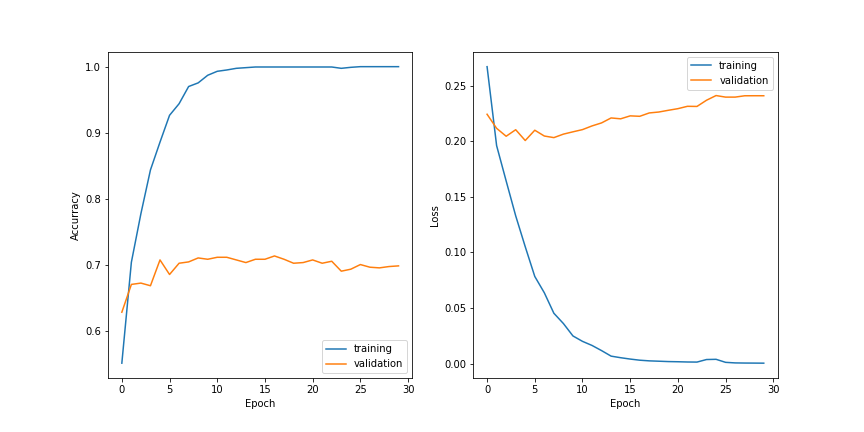 1.0
0.9
0.8
0.7
0.6
Accurracy
0 5 10 15 20 25 30
Epoch
training
validation
0.25
0.20
0.15
0.10
0.05
0.00
Loss
0 5 10 15 20 25 30
Epoch
training
validation